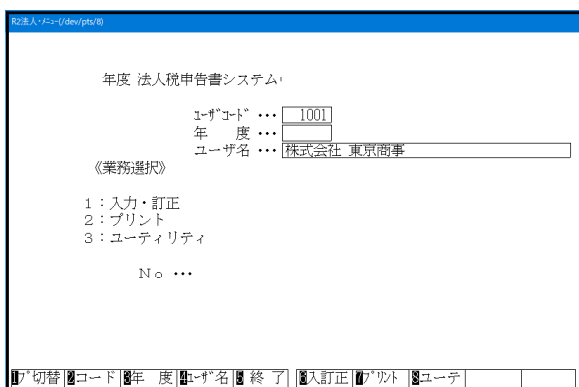 R2法人・ﾒﾆｭｰ(/dev/pts/8)
年度 法人税申告書システム
ﾕｰｻﾞｺｰﾄﾞ ･･･ 1001
年　度 ･･･
ユーザ名 ･･･ 株式会社 東京商事
《業務選択》
1：入力・訂正
2：プリント
3：ユーティリティ
No ･･･
1ﾌﾟ切替 2コード 3年　度 4ﾕｰｻﾞ名 5終 了 6入訂正 7ﾌﾟﾘﾝﾄ 8ユーテ